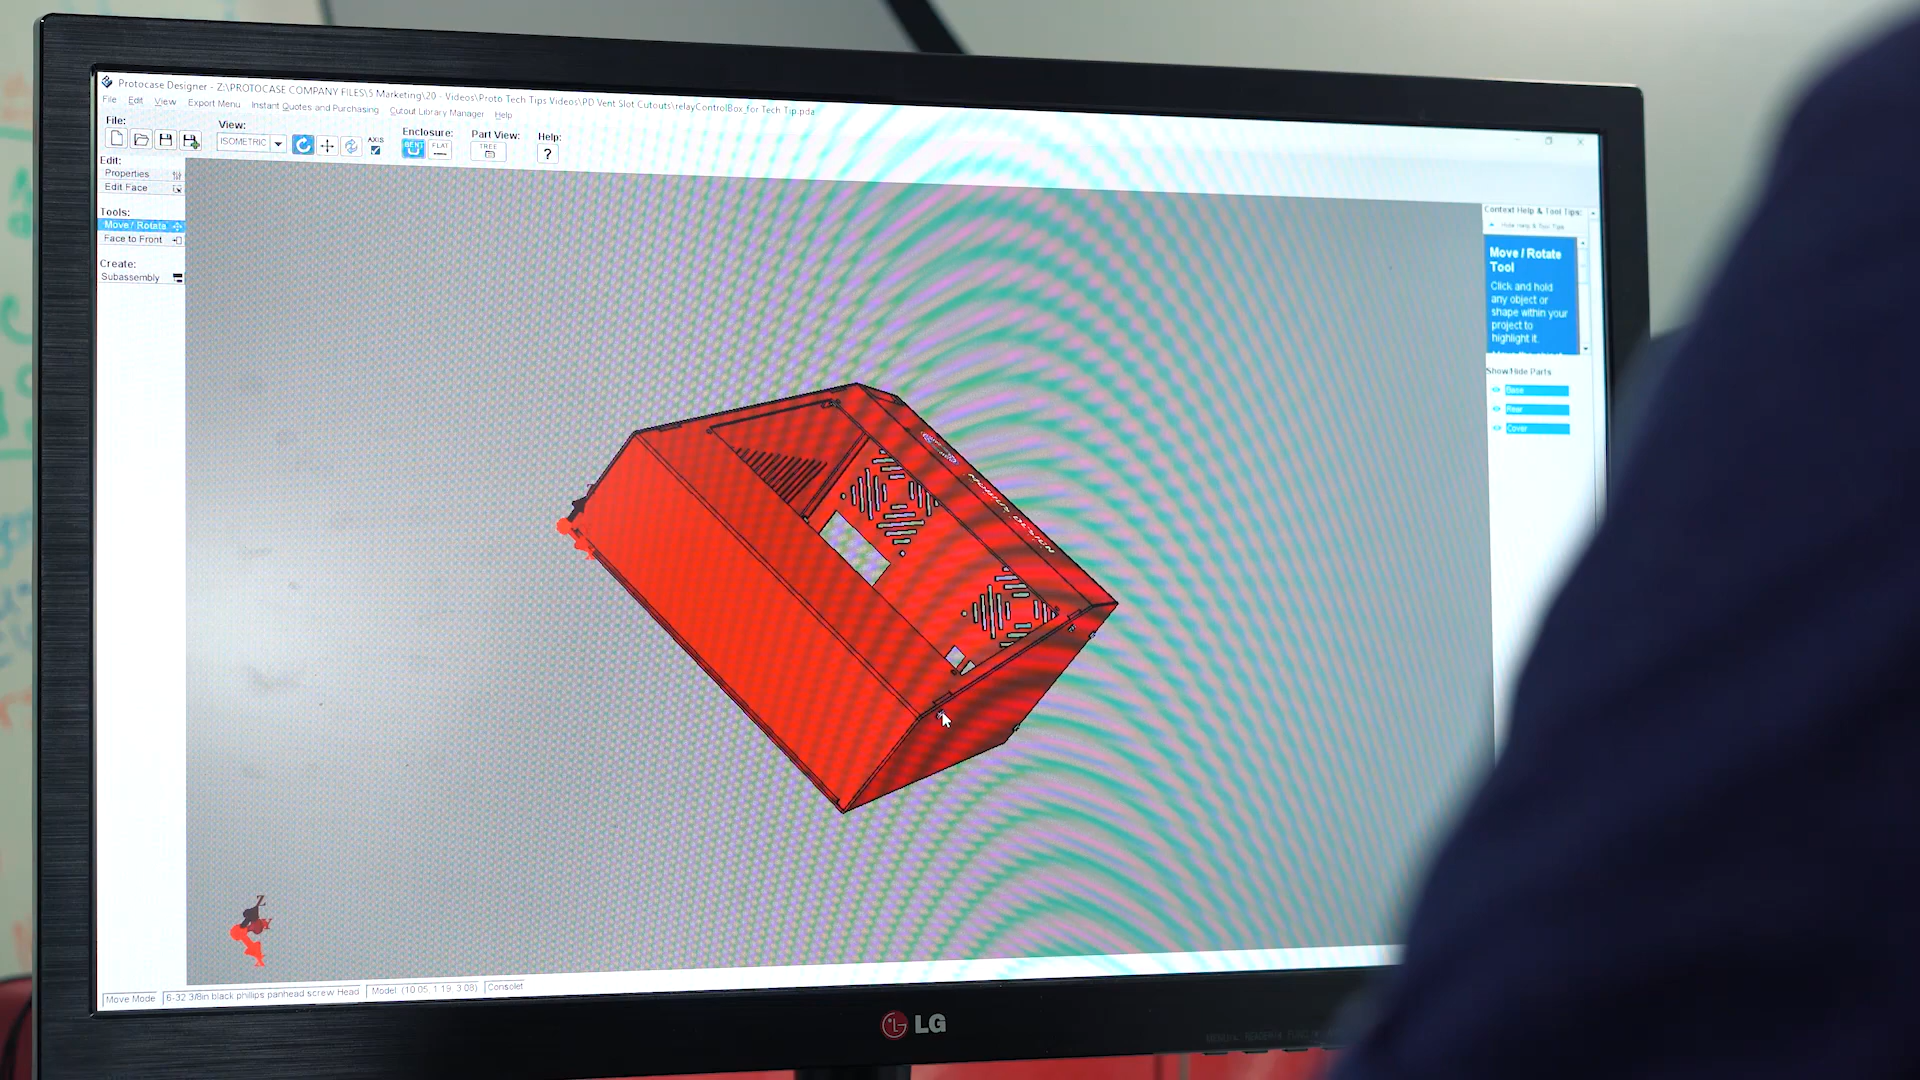 Protocase Designer - Z:\PROTOCASE COMPANY FILES\5 Marketing\20 - Videos\Proto Tech Tips Videos\PD Vent Slot Cutouts\relayControlBox_for Tech Tip.pda
File Edit View Export Menu Instant Quotes and Purchasing Cutout Library Manager Help
File: View: Enclosure: Part View: Help:
ISOMETRIC AXIS BENT FLAT TREE ?
Edit:
Properties
Edit Face
Tools:
Move / Rotate
Face to Front
Create:
Subassembly
Context Help & Tool Tips:
Hide Help & Tool Tips
Move / Rotate
Tool
Click and hold
any object or
shape within your
project to
highlight it.
Show/Hide Parts
Base
Rear
Cover
Z
Move Mode 6-32 3/8in black phillips panhead screw Head Model: (10.05, 1.19, 3.08) Consolet
LG